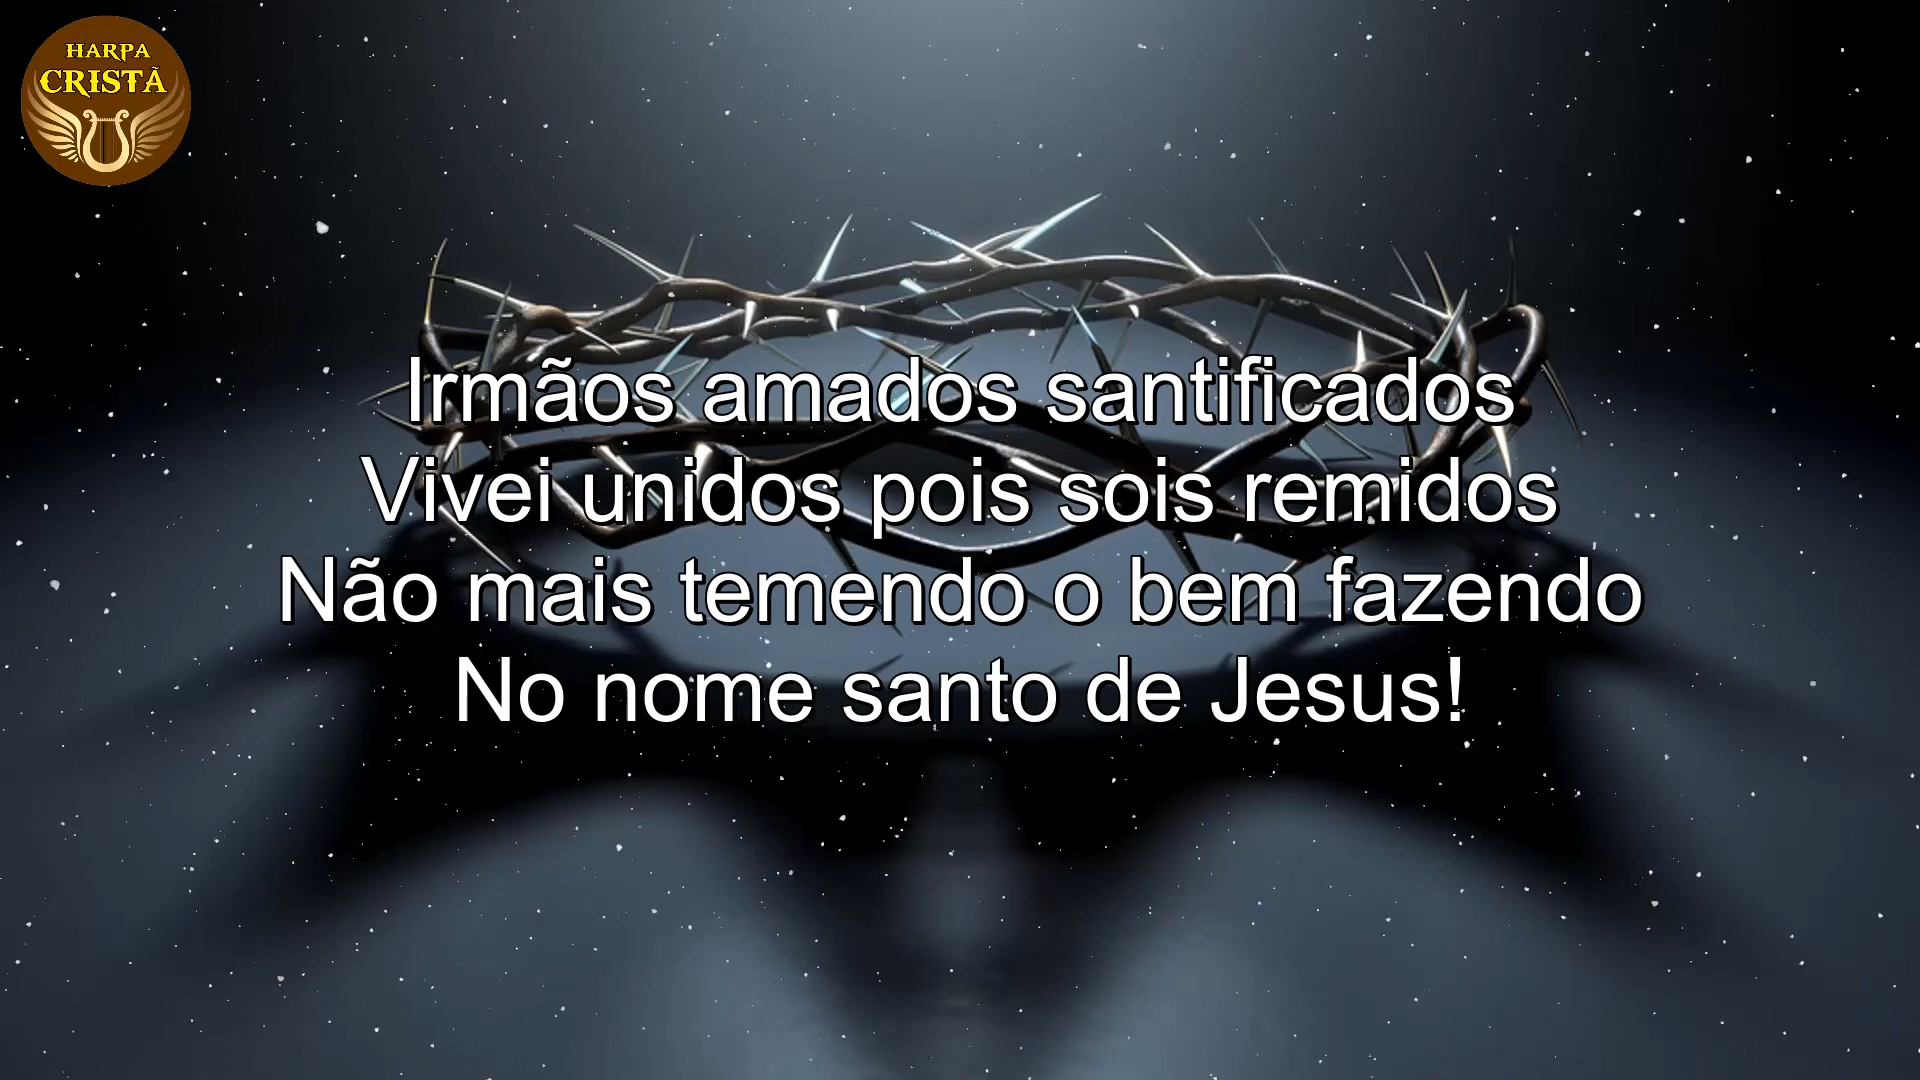 HARPA
CRISTÃ
Irmãos amados santificados
Vivei unidos pois sois remidos
Não mais temendo o bem fazendo
No nome santo de Jesus!